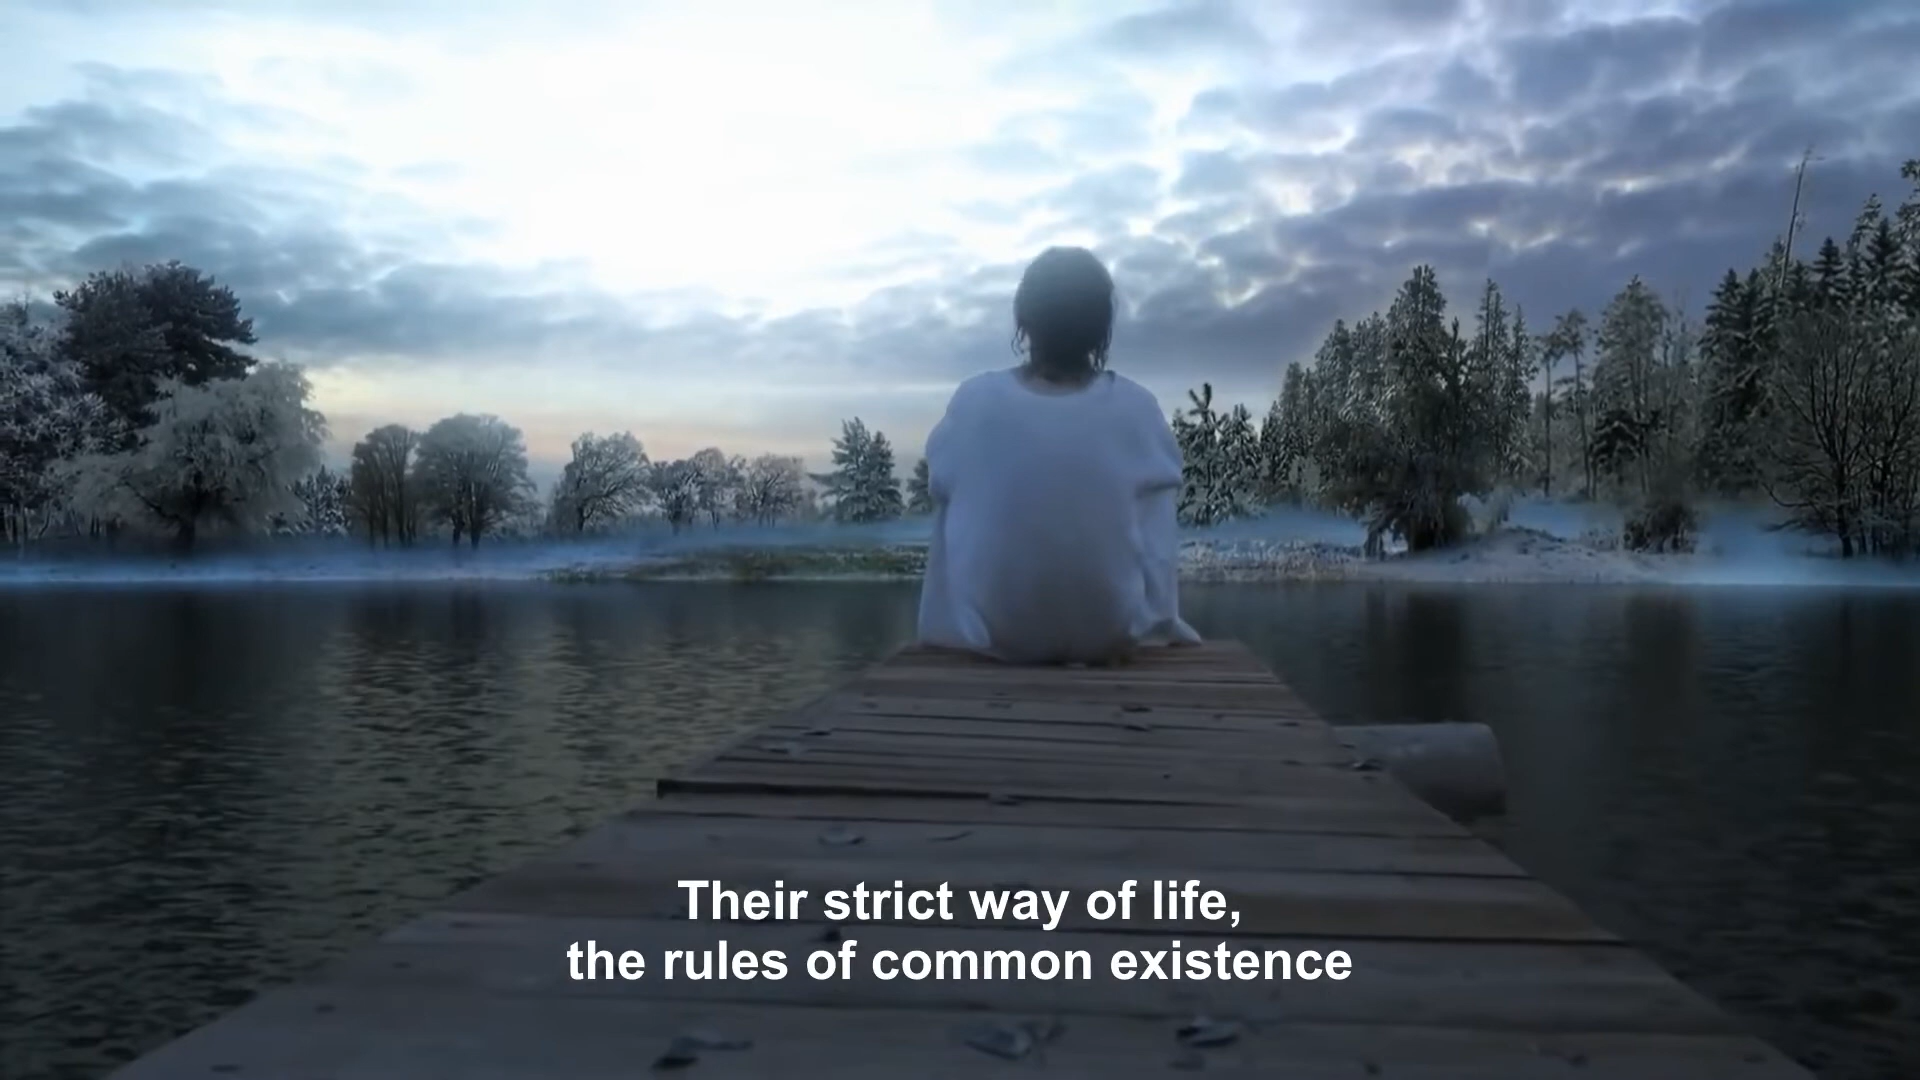 Their strict way of life,
the rules of common existence